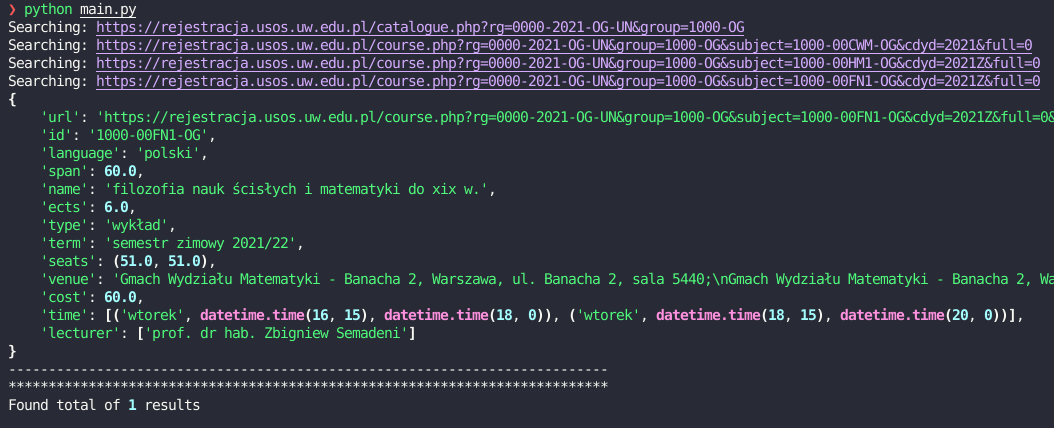 ❯ python main.py
Searching: https://rejestracja.usos.uw.edu.pl/catalogue.php?rg=0000-2021-OG-UN&group=1000-OG
Searching: https://rejestracja.usos.uw.edu.pl/course.php?rg=0000-2021-OG-UN&group=1000-OG&subject=1000-00CWM-OG&cdyd=2021&full=0
Searching: https://rejestracja.usos.uw.edu.pl/course.php?rg=0000-2021-OG-UN&group=1000-OG&subject=1000-00HM1-OG&cdyd=2021Z&full=0
Searching: https://rejestracja.usos.uw.edu.pl/course.php?rg=0000-2021-OG-UN&group=1000-OG&subject=1000-00FN1-OG&cdyd=2021Z&full=0
{
    'url': 'https://rejestracja.usos.uw.edu.pl/course.php?rg=0000-2021-OG-UN&group=1000-OG&subject=1000-00FN1-OG&cdyd=2021Z&full=0&
    'id': '1000-00FN1-OG',
    'language': 'polski',
    'span': 60.0,
    'name': 'filozofia nauk ścisłych i matematyki do xix w.',
    'ects': 6.0,
    'type': 'wykład',
    'term': 'semestr zimowy 2021/22',
    'seats': (51.0, 51.0),
    'venue': 'Gmach Wydziału Matematyki - Banacha 2, Warszawa, ul. Banacha 2, sala 5440;\nGmach Wydziału Matematyki - Banacha 2, Wa
    'cost': 60.0,
    'time': [('wtorek', datetime.time(16, 15), datetime.time(18, 0)), ('wtorek', datetime.time(18, 15), datetime.time(20, 0))],
    'lecturer': ['prof. dr hab. Zbigniew Semadeni']
}
---------------------------------------------------------------------------
***************************************************************************
Found total of 1 results